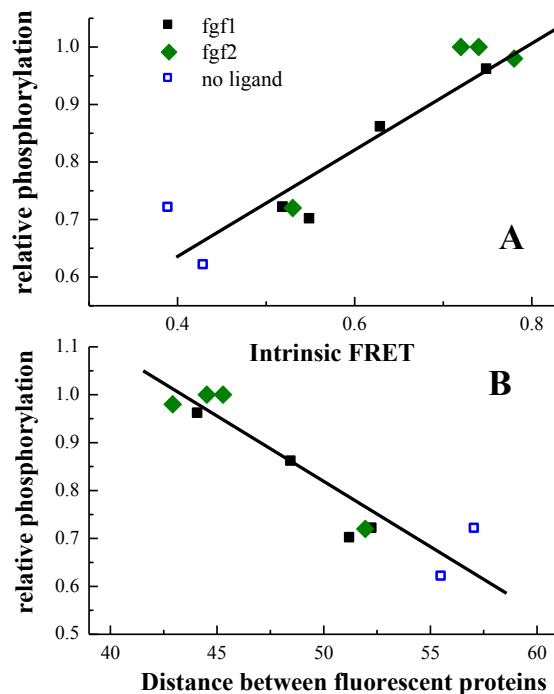 fgf1
fgf2
no ligand
relative phosphorylation
1.0
0.9
0.8
0.7
0.6
A
0.4
0.6
0.8
Intrinsic FRET
relative phosphorylation
1.1
1.0
0.9
0.8
0.7
0.6
0.5
B
40
45
50
55
60
Distance between fluorescent proteins